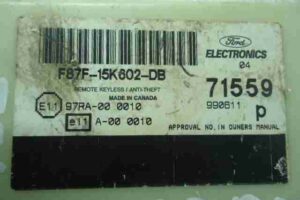 Ford
ELECTRONICS
04
F87F-15K602-DB
REMOTE KEYLESS / ANTI-THEFT
MADE IN CANADA
71559
990611
E11 97RA-00 0010
P
e11 A-00 0010
APPROVAL NO. IN OWNERS MANUAL